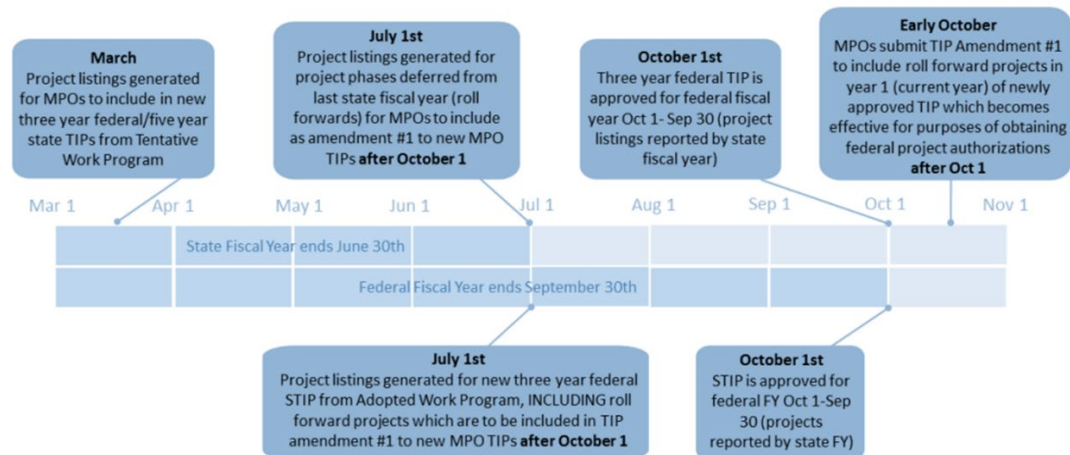 March
Project listings generated
for MPOs to include in new
three year federal/five year
state TIPs from Tentative
Work Program
July 1st
Project listings generated for
project phases deferred from
last state fiscal year (roll
forwards) for MPOs to include
as amendment #1 to new MPO
TIPs after October 1
October 1st
Three year federal TIP is
approved for federal fiscal
year Oct 1- Sep 30 (project
listings reported by state
fiscal year)
Early October
MPOs submit TIP Amendment #1
to include roll forward projects in
year 1 (current year) of newly
approved TIP which becomes
effective for purposes of obtaining
federal project authorizations
after Oct 1
Mar 1
Apr 1
May 1
Jun 1
Jul 1
Aug 1
Sep 1
Oct 1
Nov 1
State Fiscal Year ends June 30th
Federal Fiscal Year ends September 30th
July 1st
Project listings generated for new three year federal
STIP from Adopted Work Program, INCLUDING roll
forward projects which are to be included in TIP
amendment #1 to new MPO TIPs after October 1
October 1st
STIP is approved for
federal FY Oct 1-Sep
30 (projects
reported by state FY)